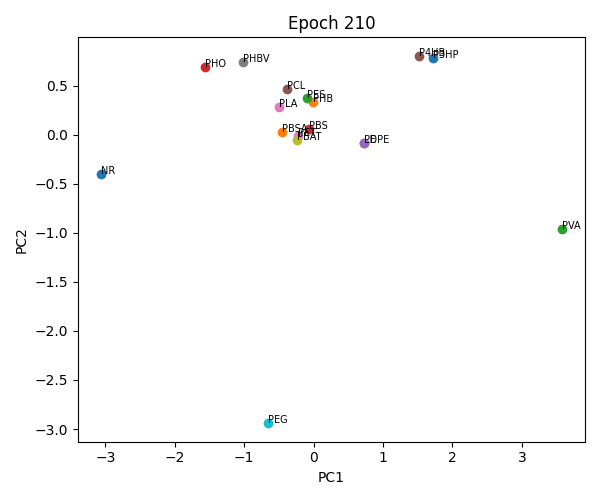 Epoch 210
P4HB
P3HP
PHBV
PHO
PCL
PES
PHB
PLA
PBS
PBSA
PBAT
LDPE
NR
PVA
PEG
PC2
PC1
0.5
0.0
−0.5
−1.0
−1.5
−2.0
−2.5
−3.0
−3
−2
−1
0
1
2
3